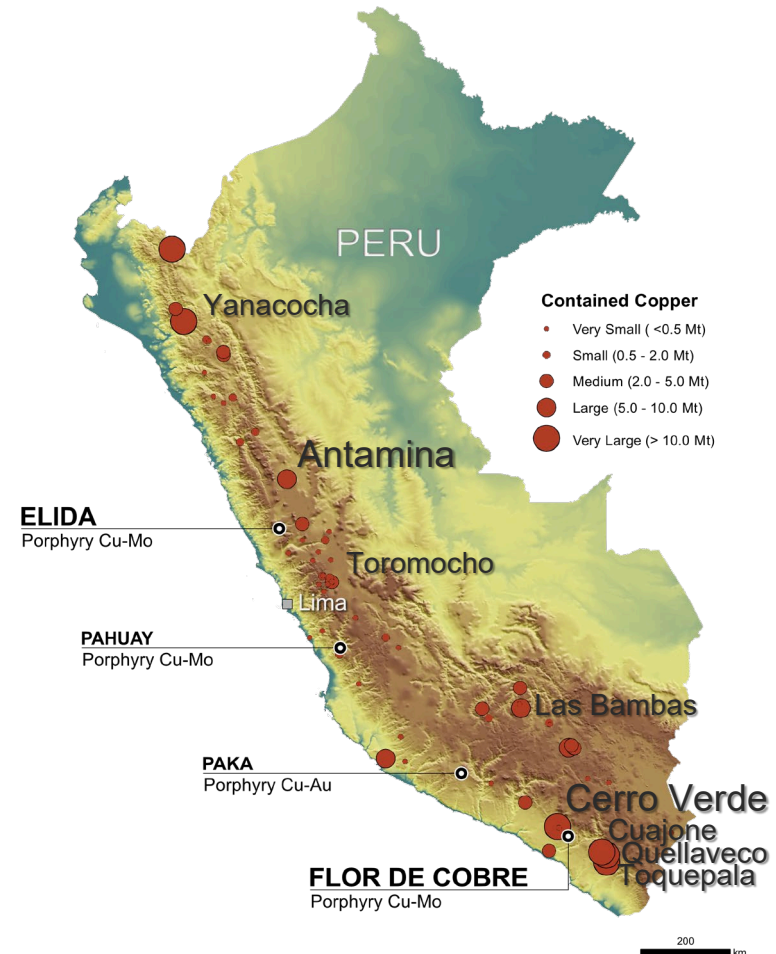 PERU
Yanacocha
Contained Copper
Very Small ( <0.5 Mt)
Small (0.5 - 2.0 Mt)
Medium (2.0 - 5.0 Mt)
Large (5.0 - 10.0 Mt)
Very Large (> 10.0 Mt)
Antamina
ELIDA
Porphyry Cu-Mo
Toromocho
Lima
PAHUAY
Porphyry Cu-Mo
Las Bambas
PAKA
Porphyry Cu-Au
Cerro Verde
Cuajone
Quellaveco
Toquepala
FLOR DE COBRE
Porphyry Cu-Mo
200
km